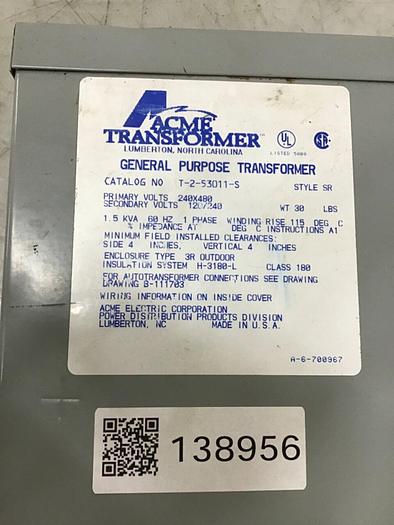 ACME
TRANSFORMER™
LUMBERTON, NORTH CAROLINA
UL
LISTED 508G
GENERAL PURPOSE TRANSFORMER
CATALOG NO T-2-53011-S STYLE SR
PRIMARY VOLTS 240X480
SECONDARY VOLTS 120/240 WT 30 LBS
1.5 KVA 60 HZ 1 PHASE WINDING RISE 115 DEG C
% IMPEDANCE AT DEG C INSTRUCTIONS A1
MINIMUM FIELD INSTALLED CLEARANCES:
SIDE 4 INCHES, VERTICAL 4 INCHES
ENCLOSURE TYPE 3R OUTDOOR
INSULATION SYSTEM H-3180-L CLASS 180
FOR AUTOTRANSFORMER CONNECTIONS SEE DRAWING
DRAWING B-111703
WIRING INFORMATION ON INSIDE COVER
ACME ELECTRIC CORPORATION
POWER DISTRIBUTION PRODUCTS DIVISION
LUMBERTON, NC MADE IN U.S.A.
A-6-700967
138956